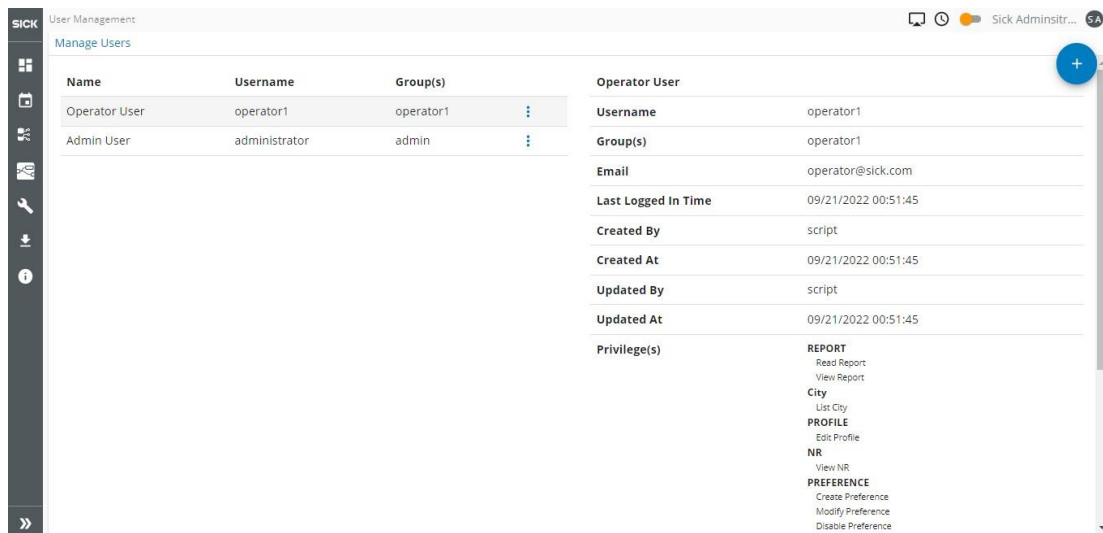 SICK User Management Sick Adminsitr... SA
Manage Users
Name Username Group(s)
Operator User operator1 operator1
Admin User administrator admin
Operator User
Username operator1
Group(s) operator1
Email operator@sick.com
Last Logged In Time 09/21/2022 00:51:45
Created By script
Created At 09/21/2022 00:51:45
Updated By script
Updated At 09/21/2022 00:51:45
Privilege(s) REPORT
Read Report
View Report
City
List City
PROFILE
Edit Profile
NR
View NR
PREFERENCE
Create Preference
Modify Preference
Disable Preference